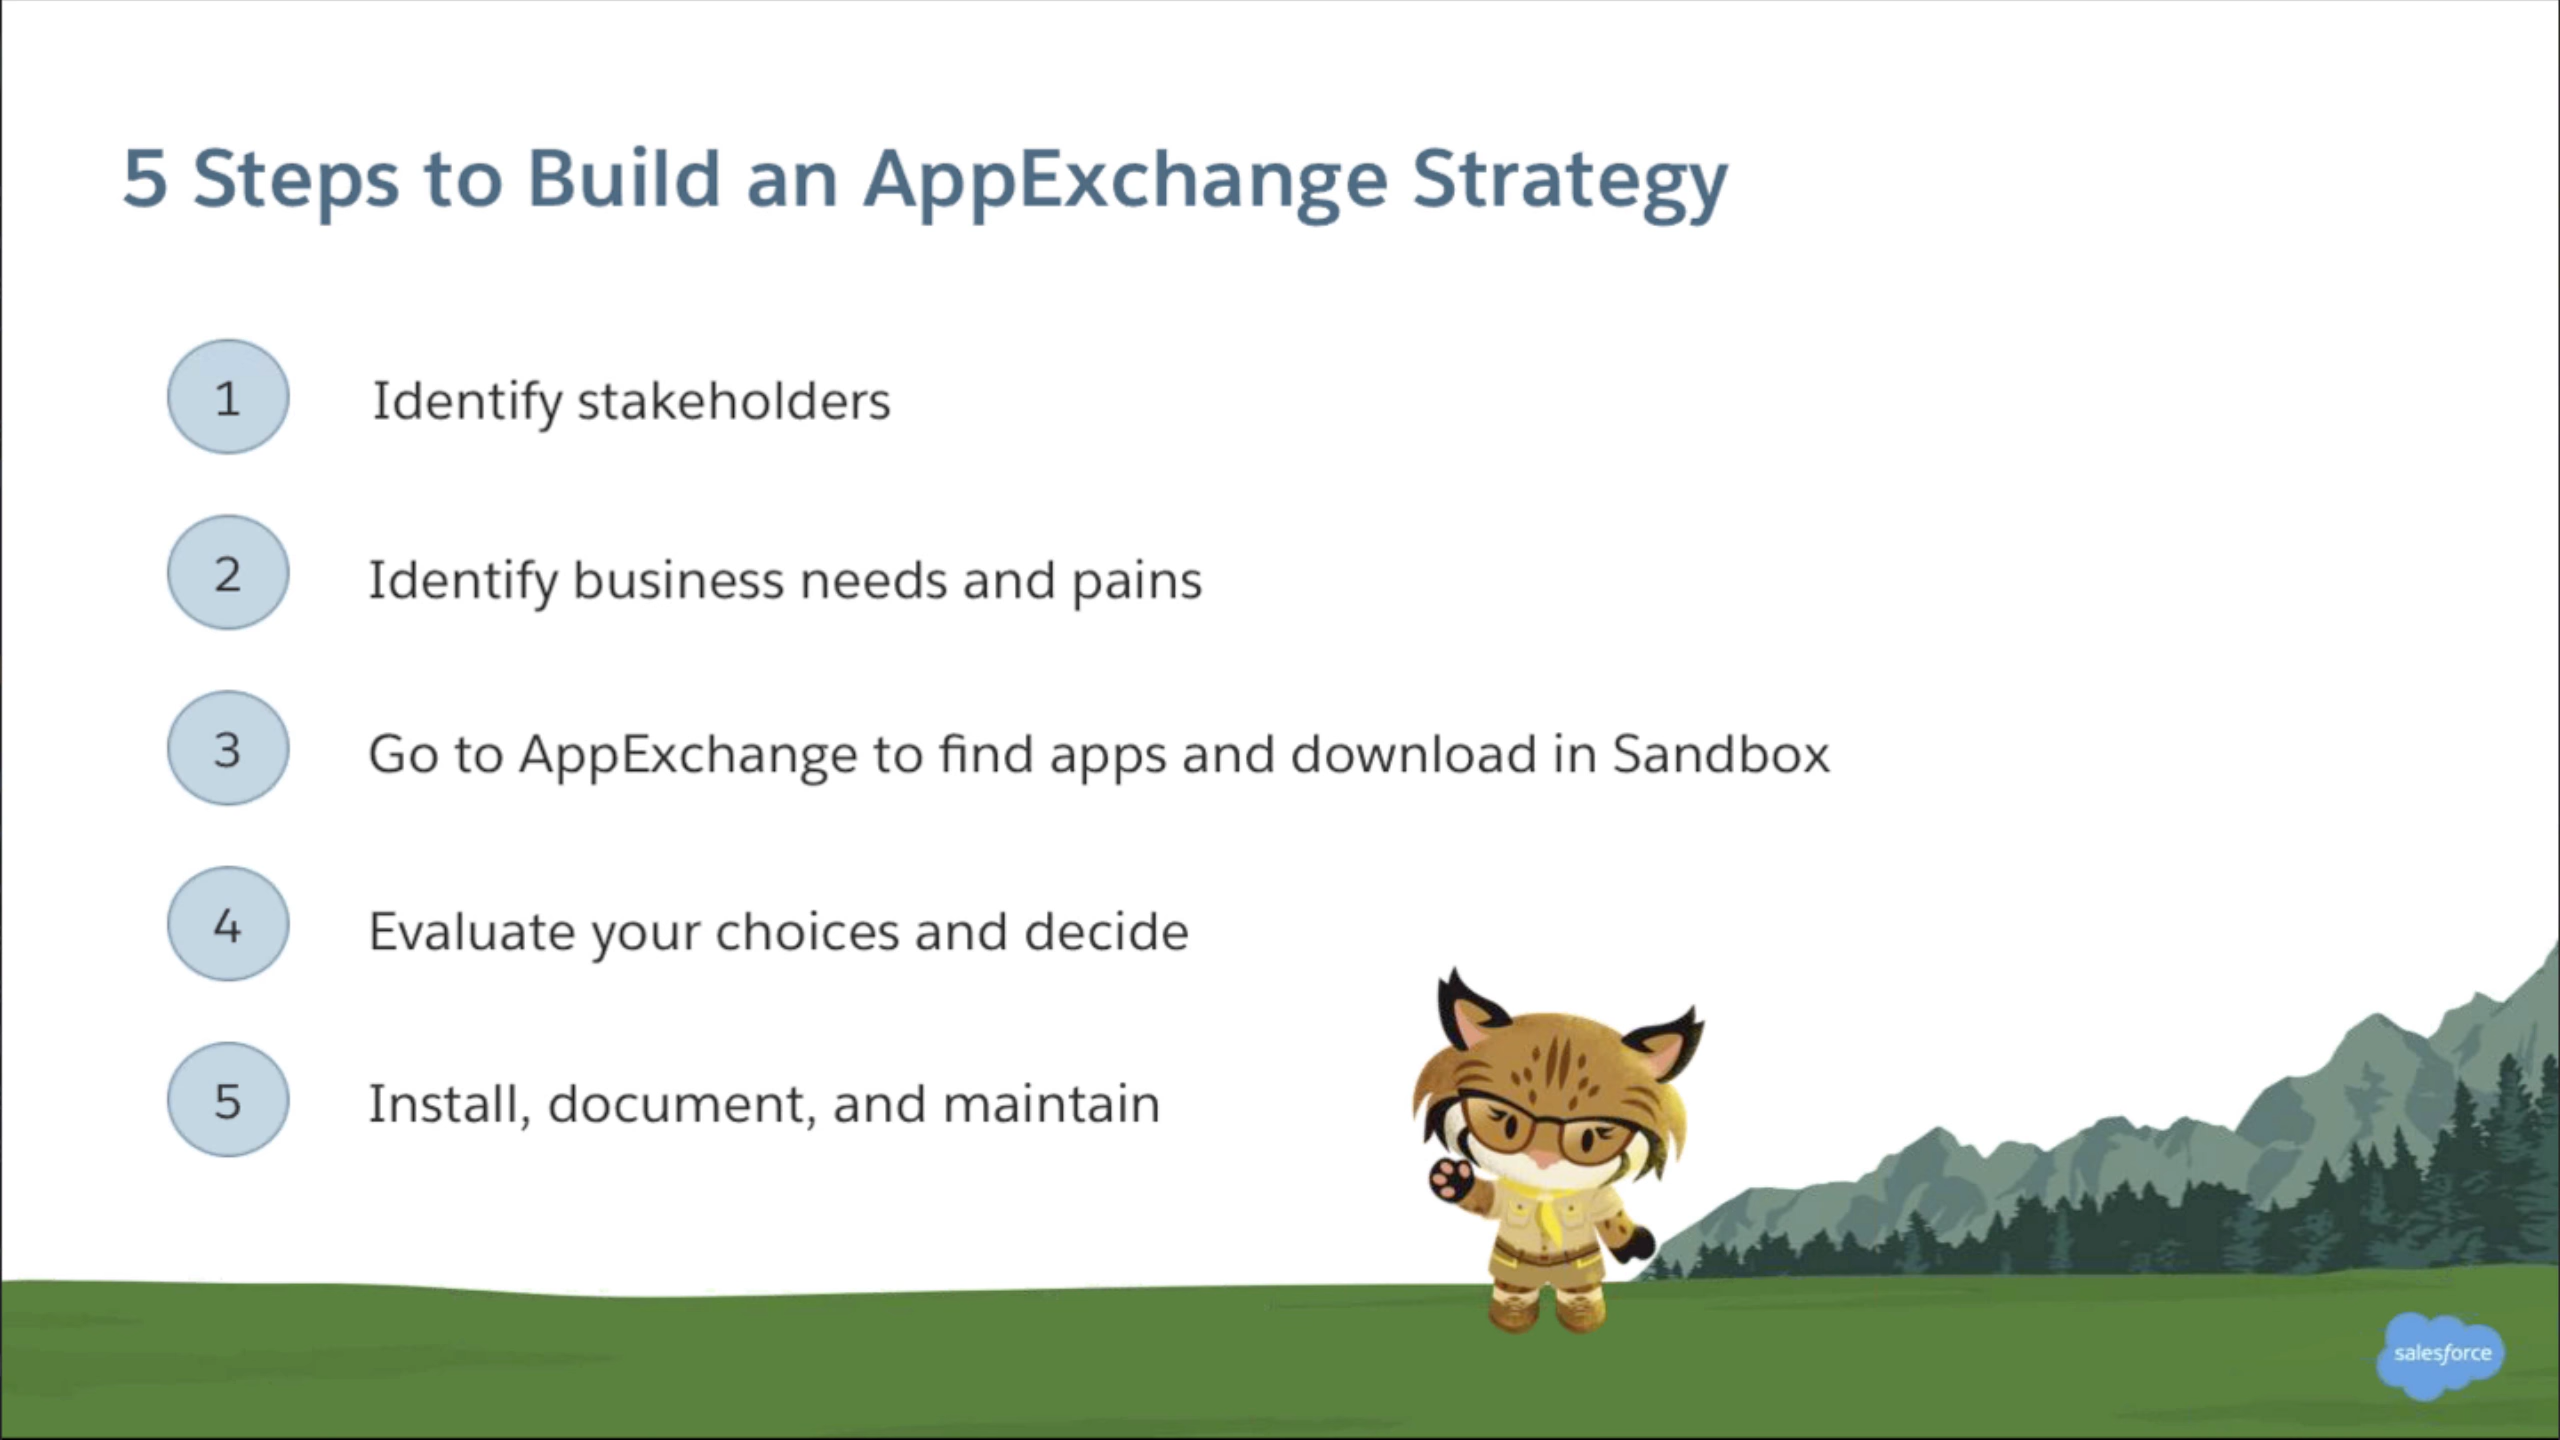 5 Steps to Build an AppExchange Strategy
1 Identify stakeholders
2 Identify business needs and pains
3 Go to AppExchange to find apps and download in Sandbox
4 Evaluate your choices and decide
5 Install, document, and maintain
salesforce